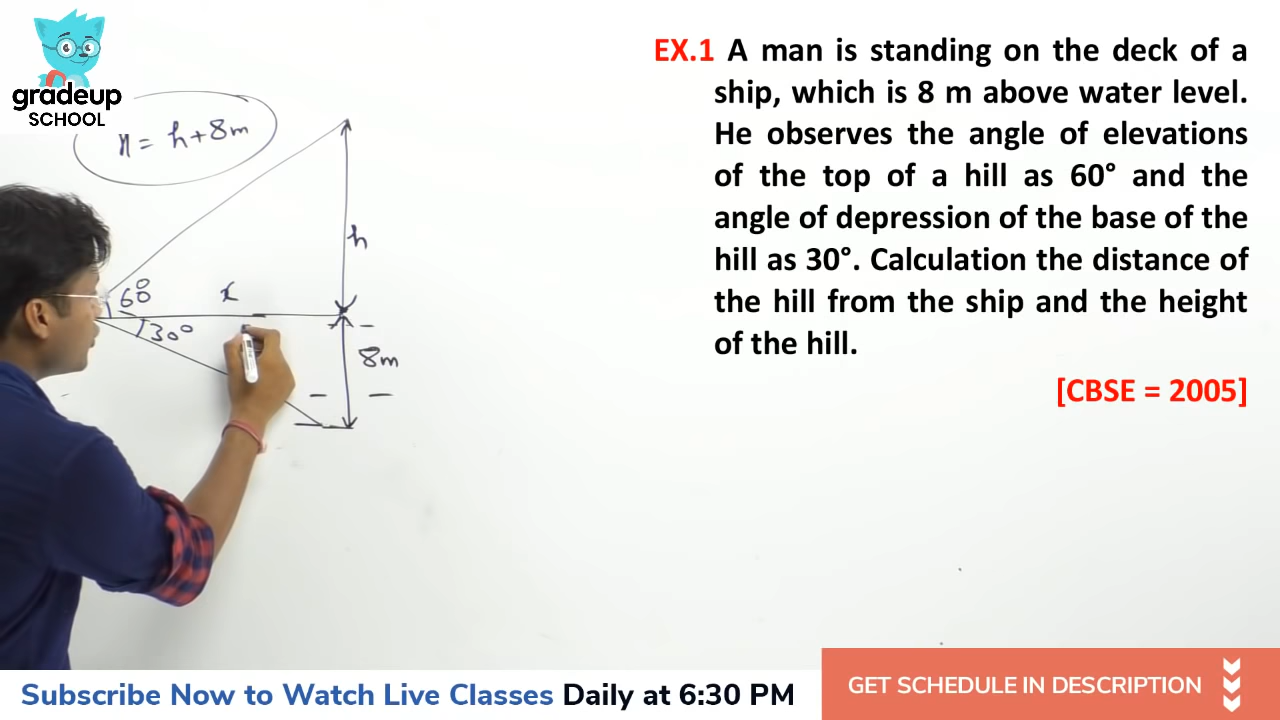 gradeup
SCHOOL
H = h+8m
h
60°
x
30°
8m
EX.1 A man is standing on the deck of a
ship, which is 8 m above water level.
He observes the angle of elevations
of the top of a hill as 60° and the
angle of depression of the base of the
hill as 30°. Calculation the distance of
the hill from the ship and the height
of the hill.
[CBSE = 2005]
Subscribe Now to Watch Live Classes Daily at 6:30 PM
GET SCHEDULE IN DESCRIPTION